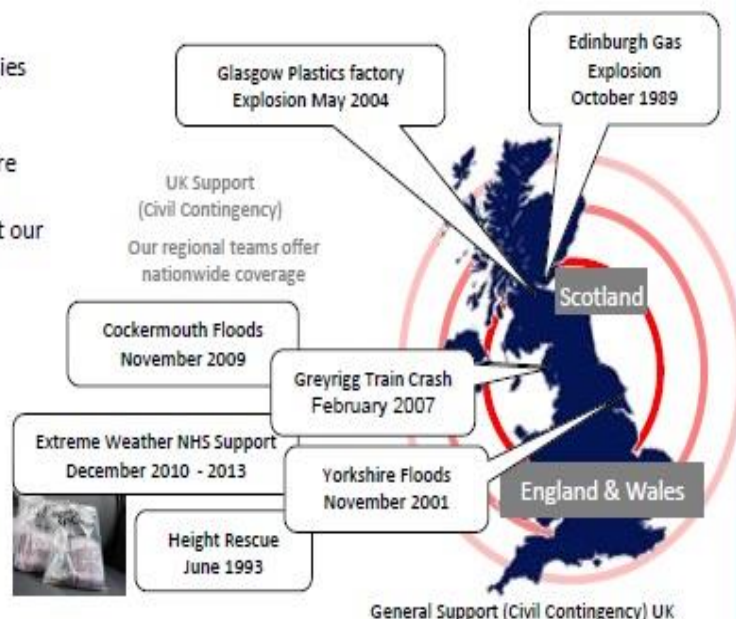 ies
re
t our
Glasgow Plastics factory
Explosion May 2004
Edinburgh Gas
Explosion
October 1989
UK Support
(Civil Contingency)
Our regional teams offer
nationwide coverage
Scotland
Cockermouth Floods
November 2009
Greyrigg Train Crash
February 2007
Extreme Weather NHS Support
December 2010 - 2013
Yorkshire Floods
November 2001
England & Wales
Height Rescue
June 1993
General Support (Civil Contingency) UK